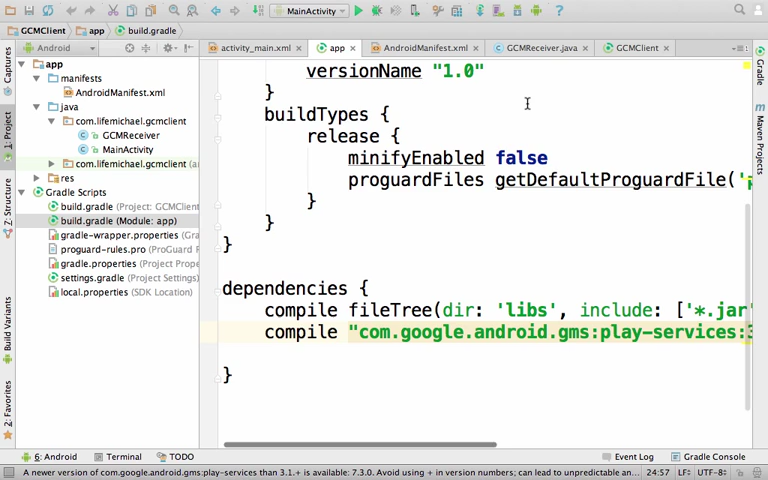 MainActivity
GCMClient
app
build.gradle
Android
activity_main.xml
app
AndroidManifest.xml
GCMReceiver.java
GCMClient
Captures
1: Project
7: Structure
Build Variants
2: Favorites
Gradle
Maven Projects
app
manifests
AndroidManifest.xml
java
com.lifemichael.gcmclient
GCMReceiver
MainActivity
com.lifemichael.gcmclient (
res
Gradle Scripts
build.gradle (Project: GCMClient
build.gradle (Module: app)
gradle-wrapper.properties (Gra
proguard-rules.pro (ProGuard
gradle.properties (Project Prope
settings.gradle (Project Settings)
local.properties (SDK Location)
versionName "1.0"
}
buildTypes {
release {
minifyEnabled false
proguardFiles getDefaultProguardFile('
}
}
}
dependencies {
compile fileTree(dir: 'libs', include: ['*.jar'
compile "com.google.android.gms:play-services:3
}
6: Android
Terminal
TODO
Event Log
Gradle Console
A newer version of com.google.android.gms:play-services than 3.1.+ is available: 7.3.0. Avoid using + in version numbers; can lead to unpredictable an...
24:57
LF
UTF-8